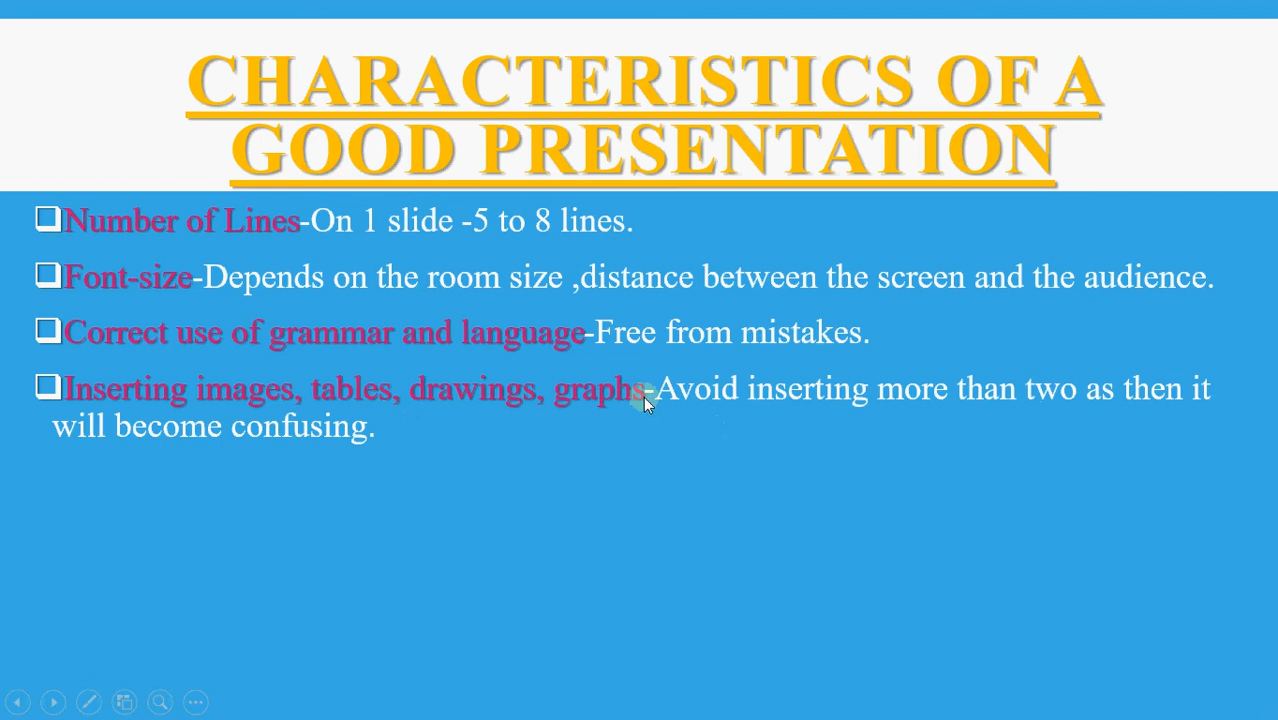 CHARACTERISTICS OF A
GOOD PRESENTATION
Number of Lines-On 1 slide -5 to 8 lines.
Font-size-Depends on the room size ,distance between the screen and the audience.
Correct use of grammar and language-Free from mistakes.
Inserting images, tables, drawings, graphs-Avoid inserting more than two as then it
will become confusing.